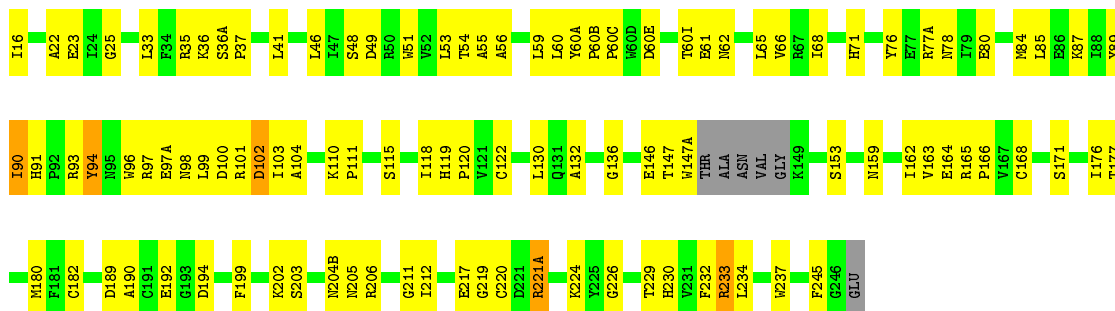 I16 A22 E23 I24 G25 L33 F34 R35 K36 S36A P37 L41 L46 I47 S48 D49 R50 W51 V52 L53 T54 A55 A56 L59 L60 Y60A P60B P60C W60D D60E T60I E61 N62 L65 V66 R67 I68 H71 Y76 E77 R77A N78 I79 E80 M84 L85 E86 K87 I88 Y89
I90 H91 P92 R93 Y94 N95 W96 R97 E97A N98 L99 D100 R101 D102 I103 A104 K110 P111 S115 I118 H119 P120 V121 C122 L130 Q131 A132 G136 E146 T147 W147A THR ALA ASN VAL GLY K149 S153 N159 I162 V163 E164 R165 P166 V167 C168 S171 I176 T177
M180 F181 C182 D189 A190 C191 E192 G193 D194 F199 K202 S203 N204B N205 R206 G211 I212 E217 G219 C220 D221 R221A K224 Y225 G226 T229 H230 V231 F232 R233 L234 W237 F245 G246 GLU